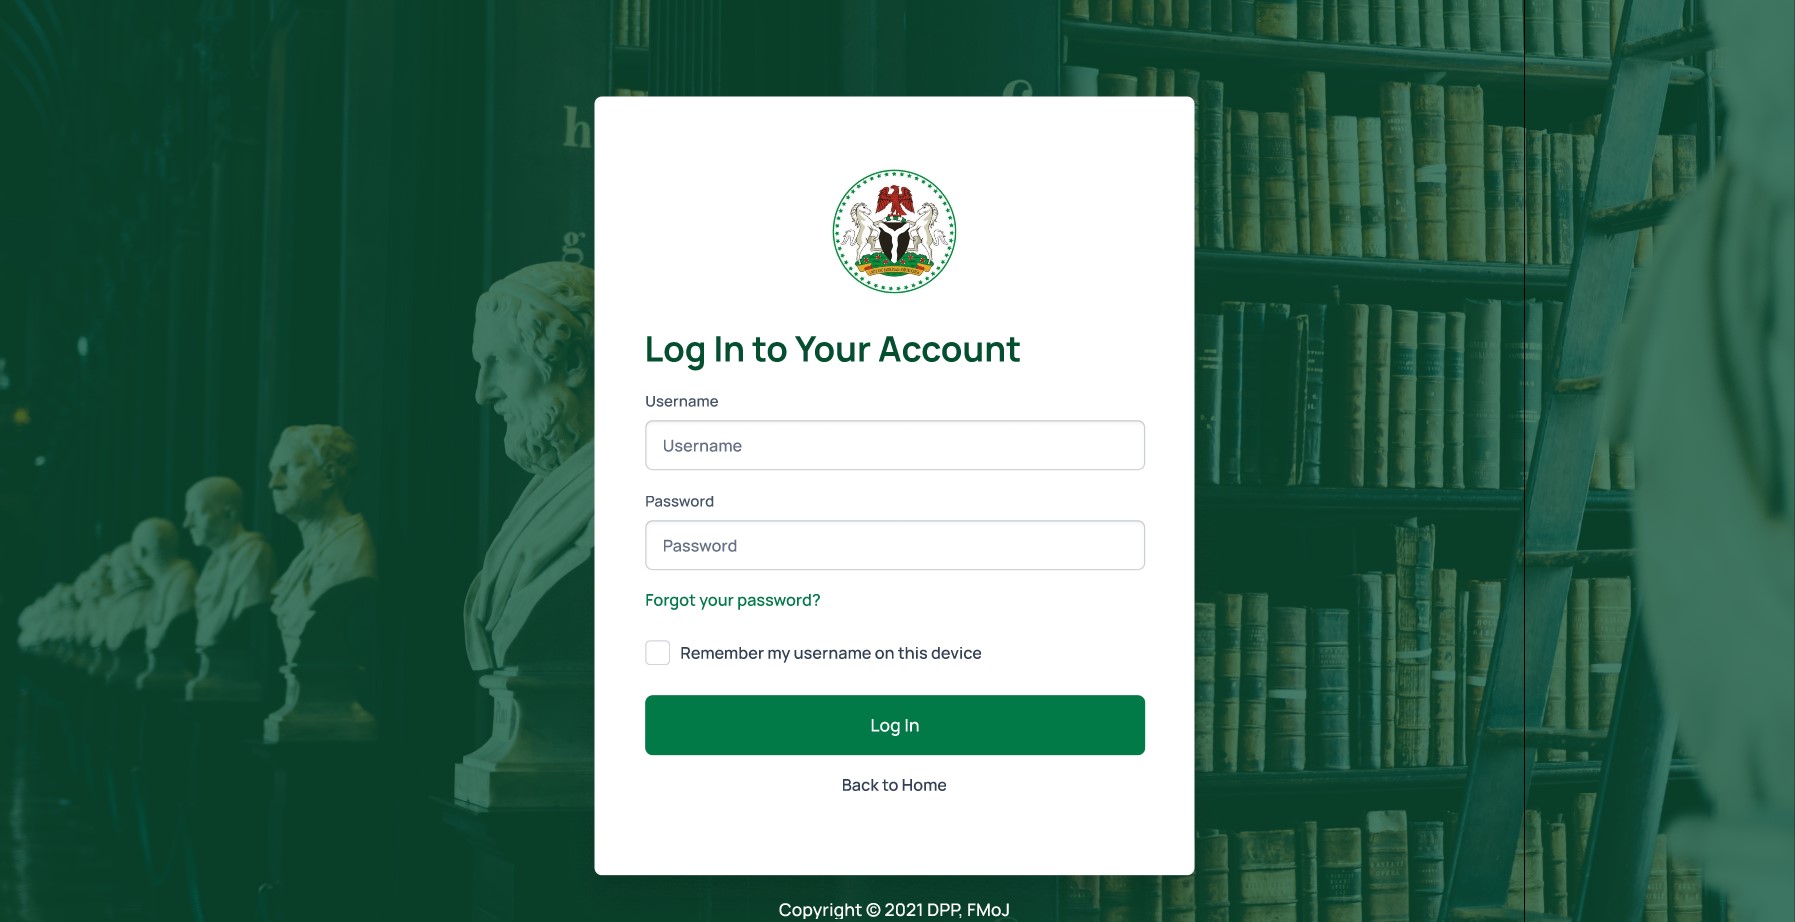 h
g
Log In to Your Account
Username
Username
Password
Password
Forgot your password?
Remember my username on this device
Log In
Back to Home
Copyright © 2021 DPP, FMoJ